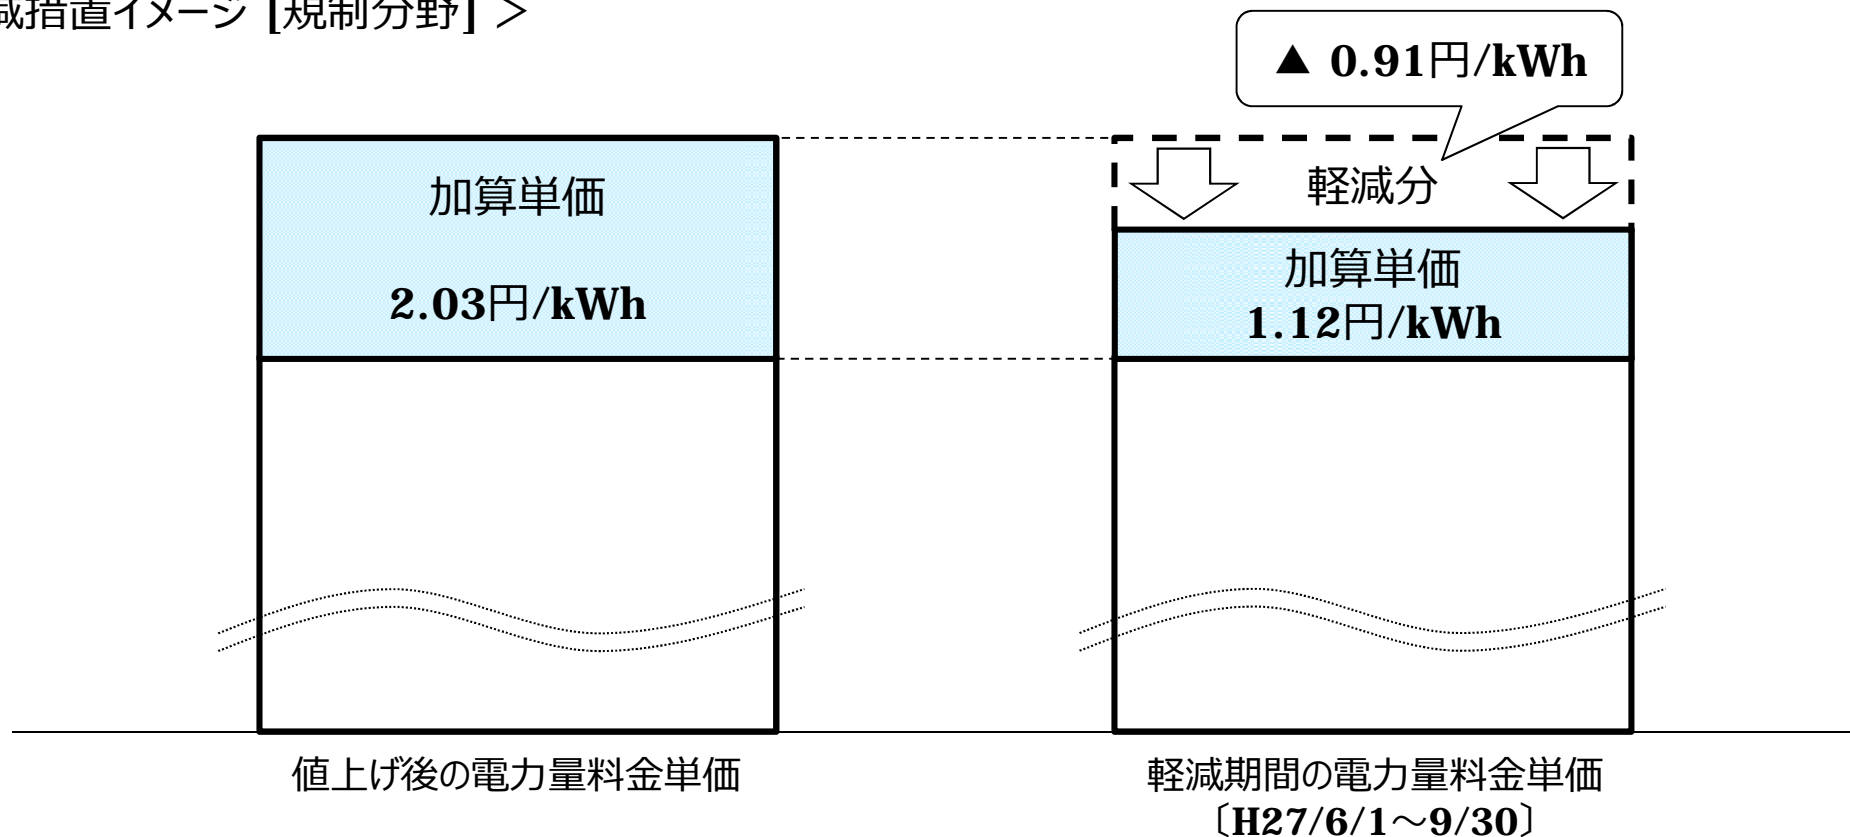 減措置イメージ [規制分野] ＞
▲ 0.91円/kWh
加算単価
2.03円/kWh
軽減分
加算単価
1.12円/kWh
値上げ後の電力量料金単価
軽減期間の電力量料金単価
〔H27/6/1～9/30〕